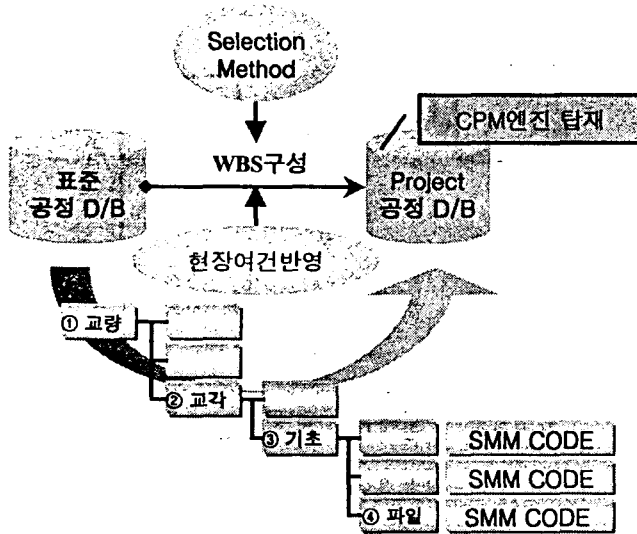 Selection
Method
CPM엔진 탑재
표준
공정 D/B
WBS구성
Project
공정 D/B
현장여건반영
① 교량
② 교각
③ 기초
SMM CODE
SMM CODE
④ 파일
SMM CODE